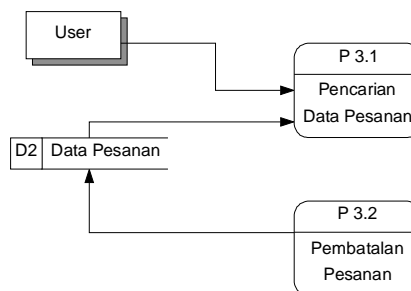 User
P 3.1
Pencarian
Data Pesanan
D2 Data Pesanan
P 3.2
Pembatalan
Pesanan